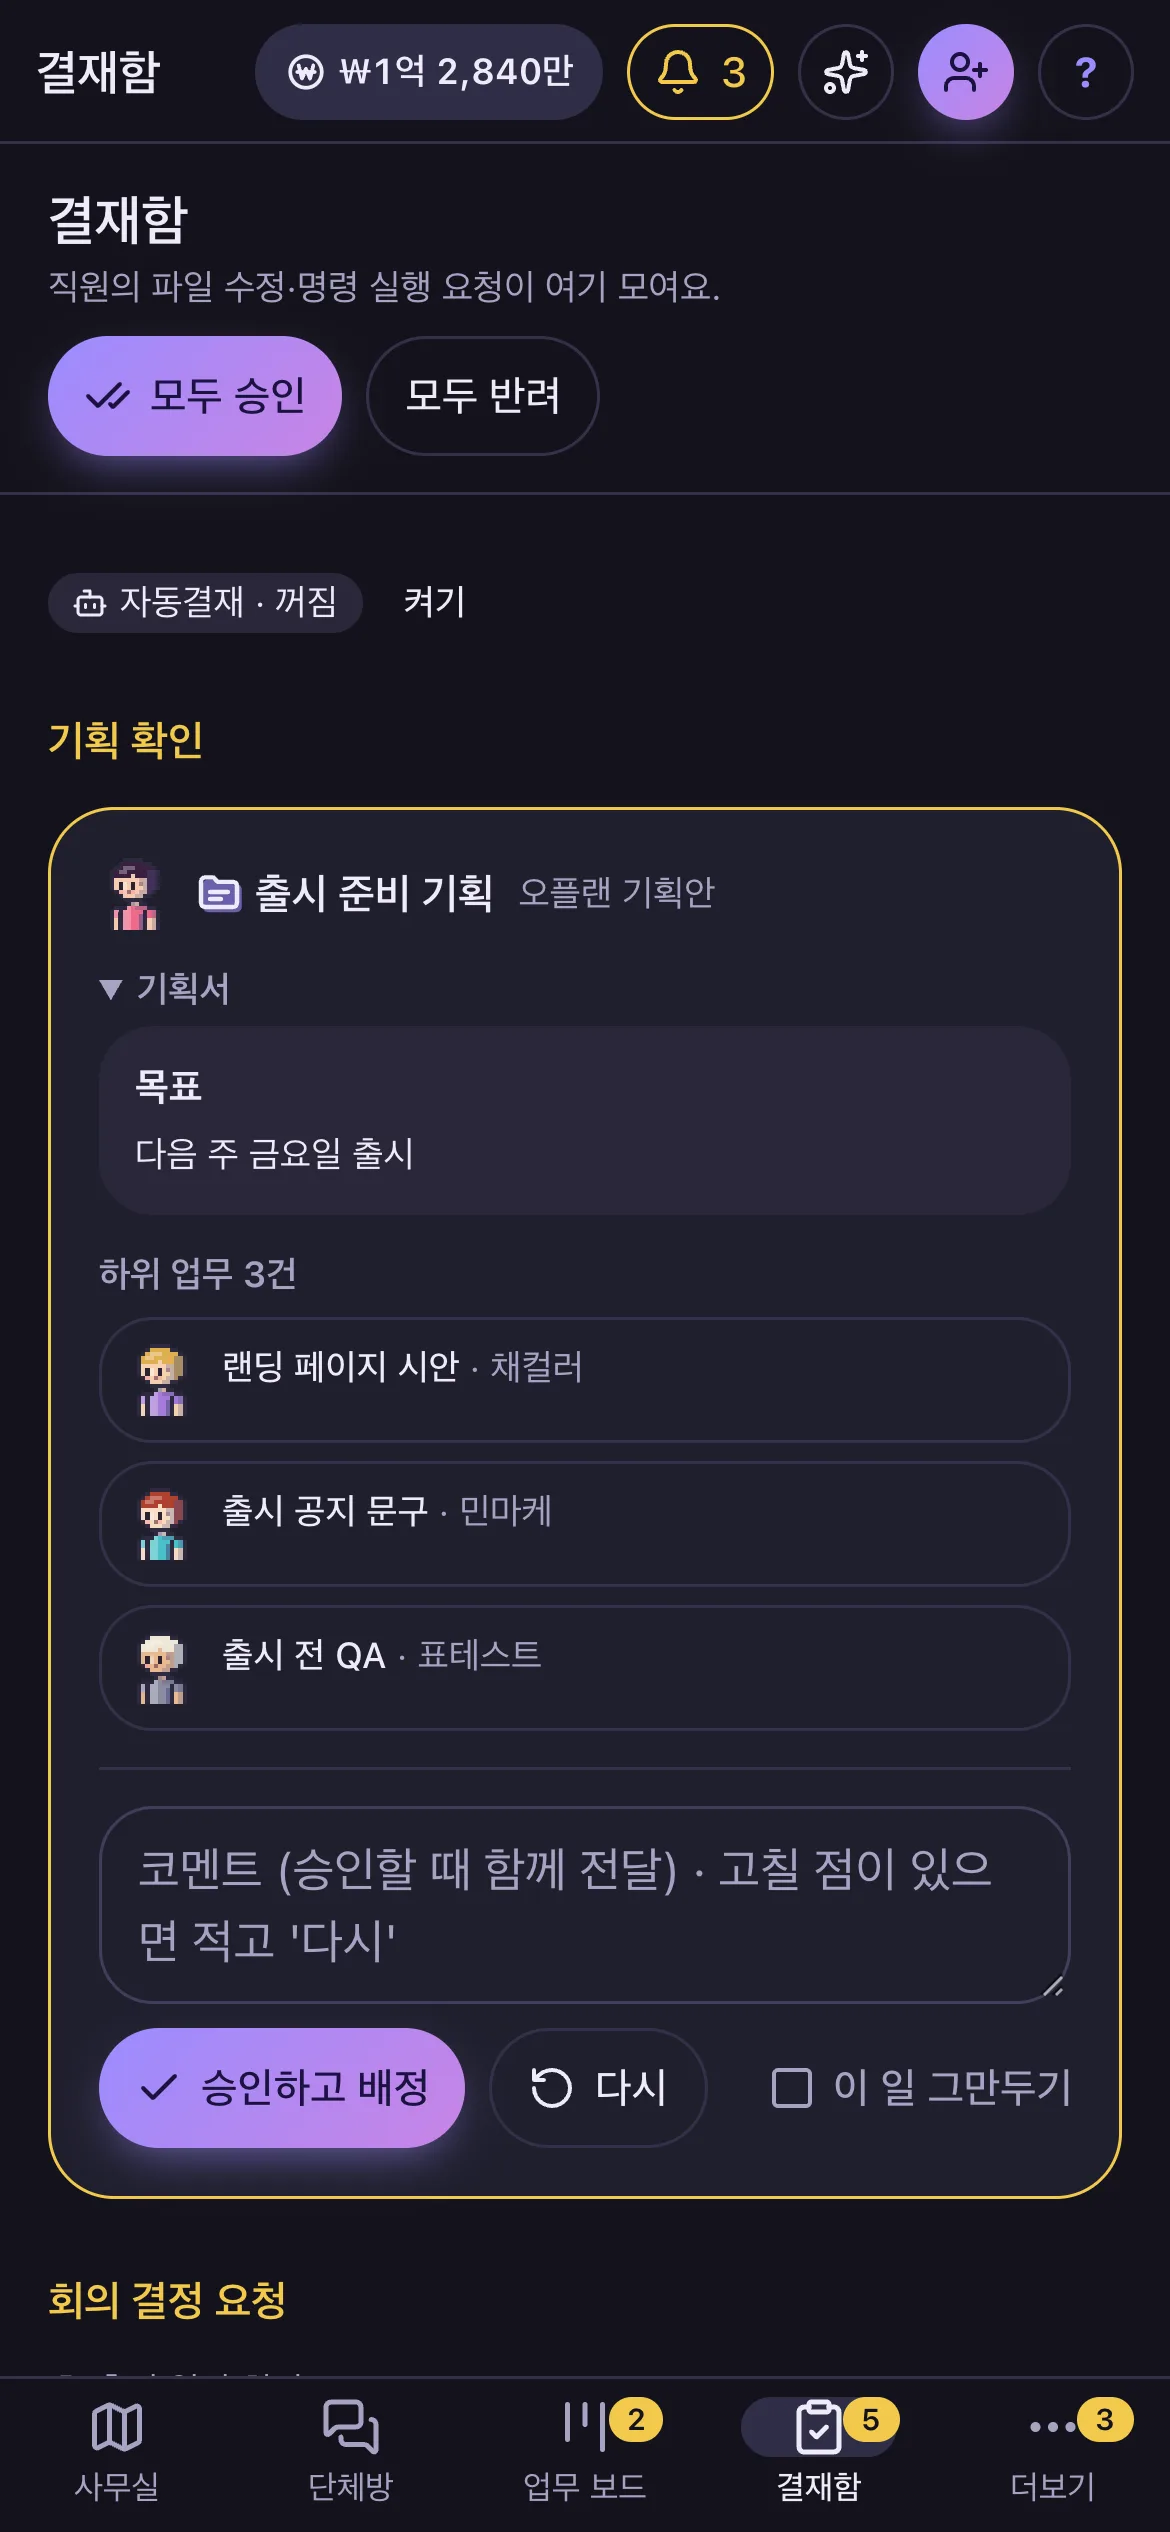 결재함
₩1억 2,840만
3
?
결재함
직원의 파일 수정·명령 실행 요청이 여기 모여요.
모두 승인
모두 반려
자동결재 · 꺼짐
켜기
기획 확인
출시 준비 기획 오플랜 기획안
▼ 기획서
목표
다음 주 금요일 출시
하위 업무 3건
랜딩 페이지 시안 · 채컬러
출시 공지 문구 · 민마케
출시 전 QA · 표테스트
코멘트 (승인할 때 함께 전달) · 고칠 점이 있으
면 적고 '다시'
승인하고 배정
다시
이 일 그만두기
회의 결정 요청
2
5
3
사무실
단체방
업무 보드
결재함
더보기